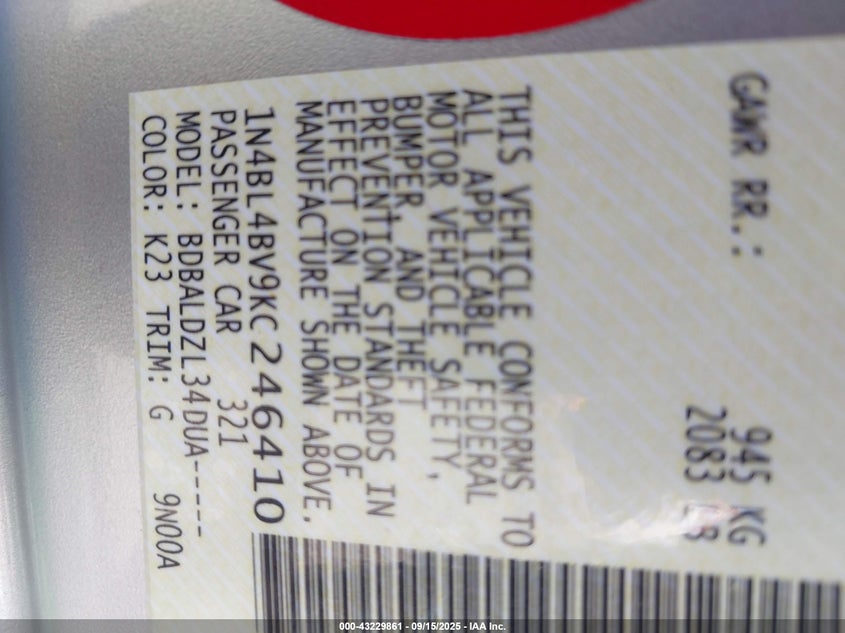 GAWR RR.: 945 KG
2083 LB
THIS VEHICLE CONFORMS TO
ALL APPLICABLE FEDERAL
MOTOR VEHICLE SAFETY,
BUMPER, AND THEFT
PREVENTION STANDARDS IN
EFFECT ON THE DATE OF
MANUFACTURE SHOWN ABOVE.
1N4BL4BV9KC246410
PASSENGER CAR 321
MODEL: BDBALDZL34DUA-----
COLOR: K23 TRIM: G 9N00A
000-43229861 - 09/15/2025 - IAA Inc.